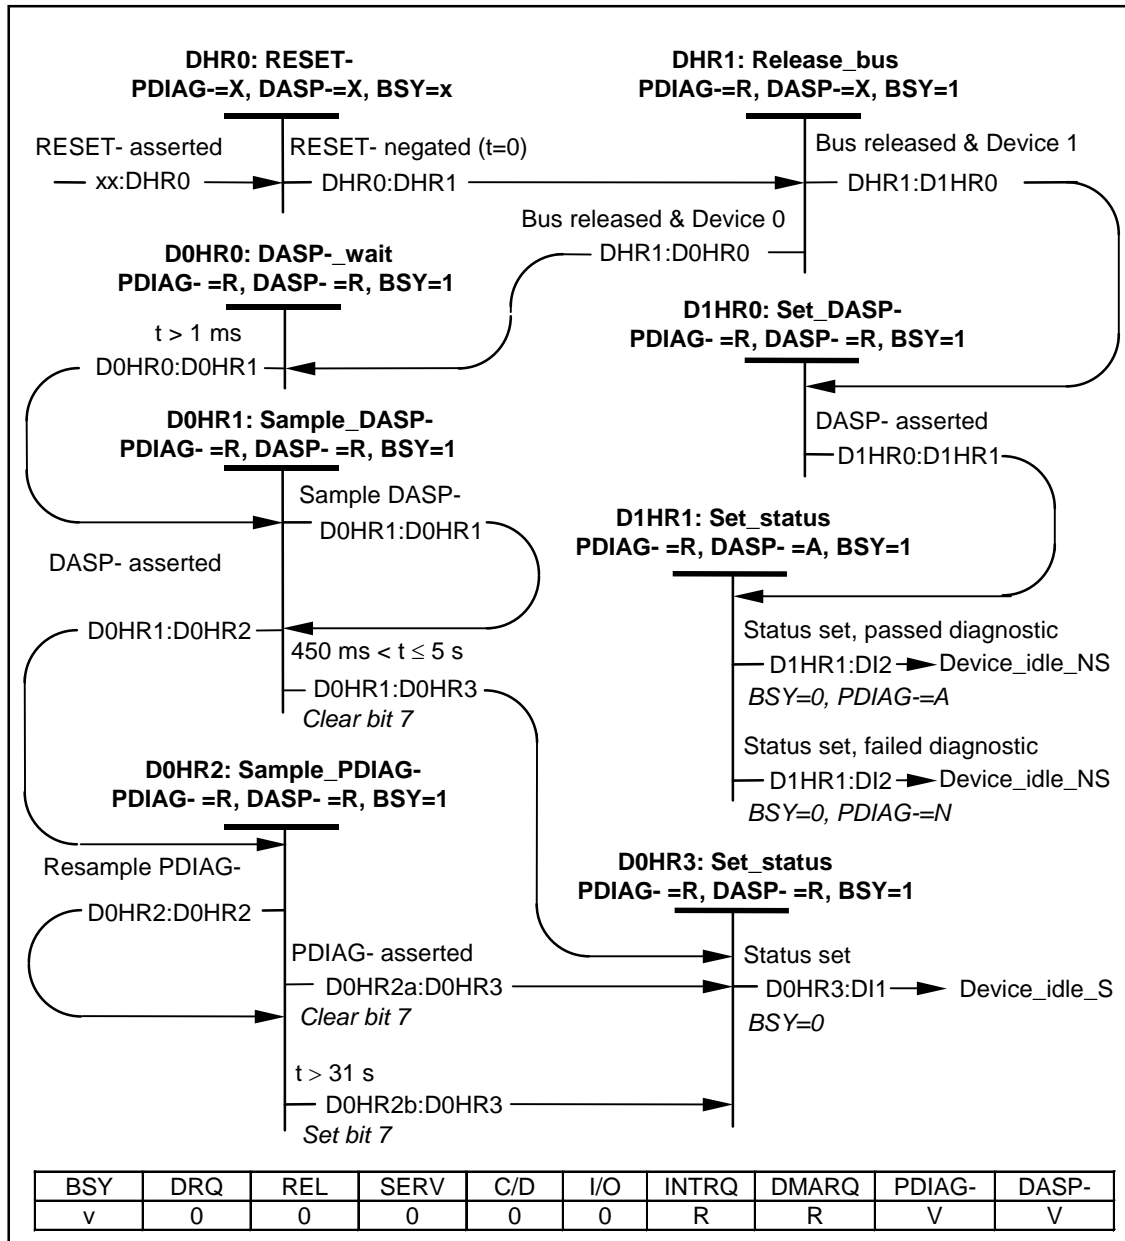 DHR0: RESET-
PDIAG-=X, DASP-=X, BSY=x
RESET- asserted
xx:DHR0
RESET- negated (t=0)
DHR0:DHR1
DHR1: Release_bus
PDIAG-=R, DASP-=X, BSY=1
Bus released & Device 1
DHR1:D1HR0
Bus released & Device 0
DHR1:D0HR0
D0HR0: DASP-_wait
PDIAG- =R, DASP- =R, BSY=1
t > 1 ms
D0HR0:D0HR1
D1HR0: Set_DASP-
PDIAG- =R, DASP- =R, BSY=1
DASP- asserted
D1HR0:D1HR1
D0HR1: Sample_DASP-
PDIAG- =R, DASP- =R, BSY=1
Sample DASP-
D0HR1:D0HR1
DASP- asserted
D0HR1:D0HR2
450 ms < t ≤ 5 s
D0HR1:D0HR3
Clear bit 7
D1HR1: Set_status
PDIAG- =R, DASP- =A, BSY=1
Status set, passed diagnostic
D1HR1:DI2 Device_idle_NS
BSY=0, PDIAG-=A
Status set, failed diagnostic
D1HR1:DI2 Device_idle_NS
BSY=0, PDIAG-=N
D0HR2: Sample_PDIAG-
PDIAG- =R, DASP- =R, BSY=1
Resample PDIAG-
D0HR2:D0HR2
PDIAG- asserted
D0HR2a:D0HR3
Clear bit 7
t > 31 s
D0HR2b:D0HR3
Set bit 7
D0HR3: Set_status
PDIAG- =R, DASP- =R, BSY=1
Status set
D0HR3:DI1 Device_idle_S
BSY=0
BSY DRQ REL SERV C/D I/O INTRQ DMARQ PDIAG- DASP-
v 0 0 0 0 0 R R V V